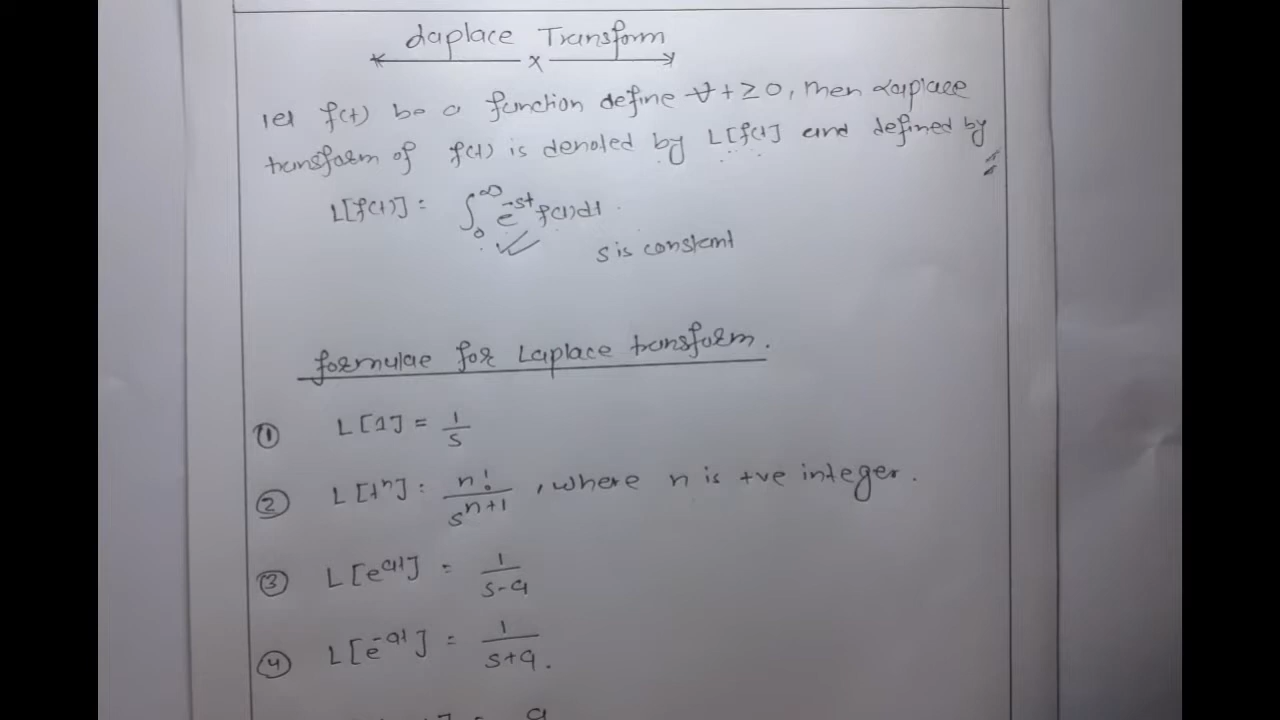 Laplace Transform
x
let f(t) be a function define ∀ t ≥ 0, then Laplace
transform of f(t) is denoted by L[f(t)] and defined by
L[f(t)] = ∫₀^∞ e^-st f(t) dt.
s is constant
formulae for Laplace transform.
① L[1] = 1/s
② L[t^n] = n!/s^(n+1), where n is +ve integer.
③ L[e^at] = 1/(s-a)
④ L[e^-at] = 1/(s+a).